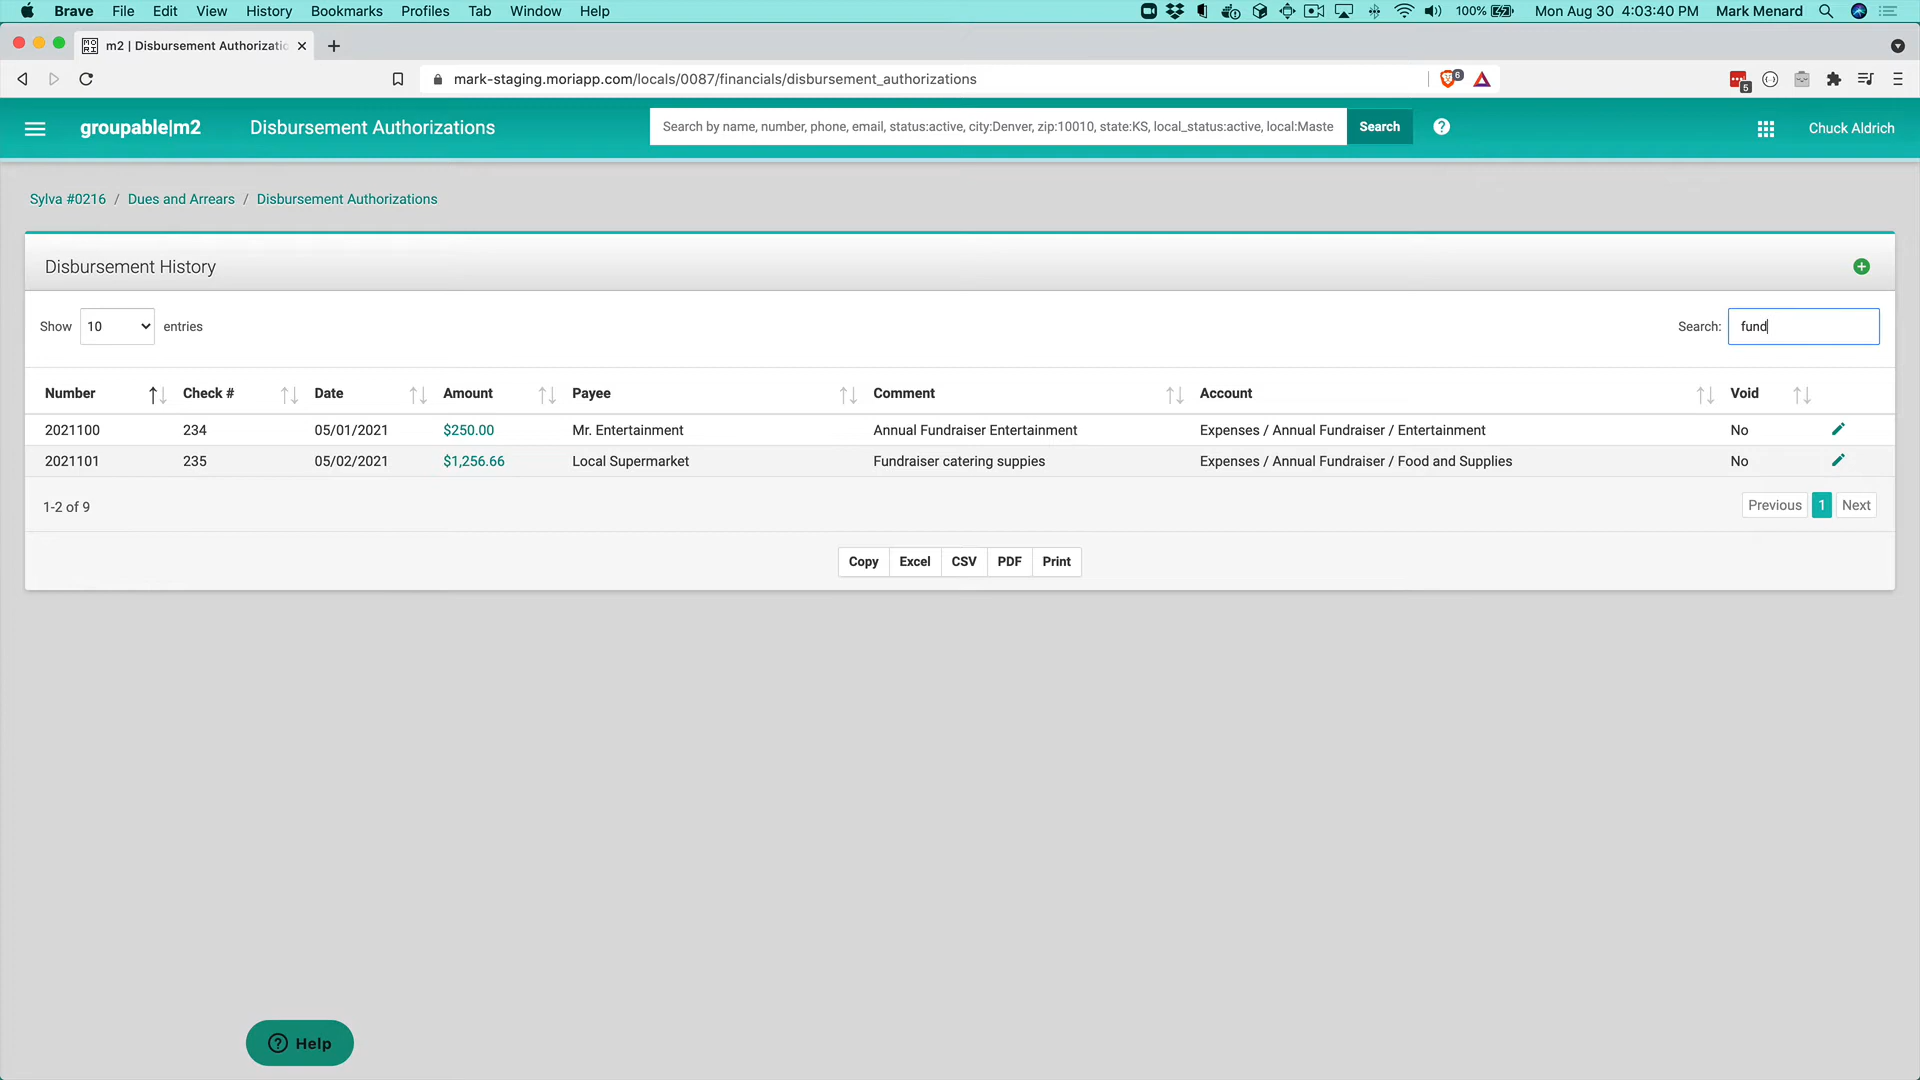 Brave File Edit View History Bookmarks Profiles Tab Window Help 100% Mon Aug 30 4:03:40 PM Mark Menard
m2 | Disbursement Authorizatio
mark-staging.moriapp.com/locals/0087/financials/disbursement_authorizations 6 5
groupable|m2 Disbursement Authorizations Search by name, number, phone, email, status:active, city:Denver, zip:10010, state:KS, local_status:active, local:Maste Search ? Chuck Aldrich
Sylva #0216 / Dues and Arrears / Disbursement Authorizations
Disbursement History
Show 10 entries Search: fund
Number Check # Date Amount Payee Comment Account Void
2021100 234 05/01/2021 $250.00 Mr. Entertainment Annual Fundraiser Entertainment Expenses / Annual Fundraiser / Entertainment No
2021101 235 05/02/2021 $1,256.66 Local Supermarket Fundraiser catering suppies Expenses / Annual Fundraiser / Food and Supplies No
1-2 of 9 Previous 1 Next
Copy Excel CSV PDF Print
? Help